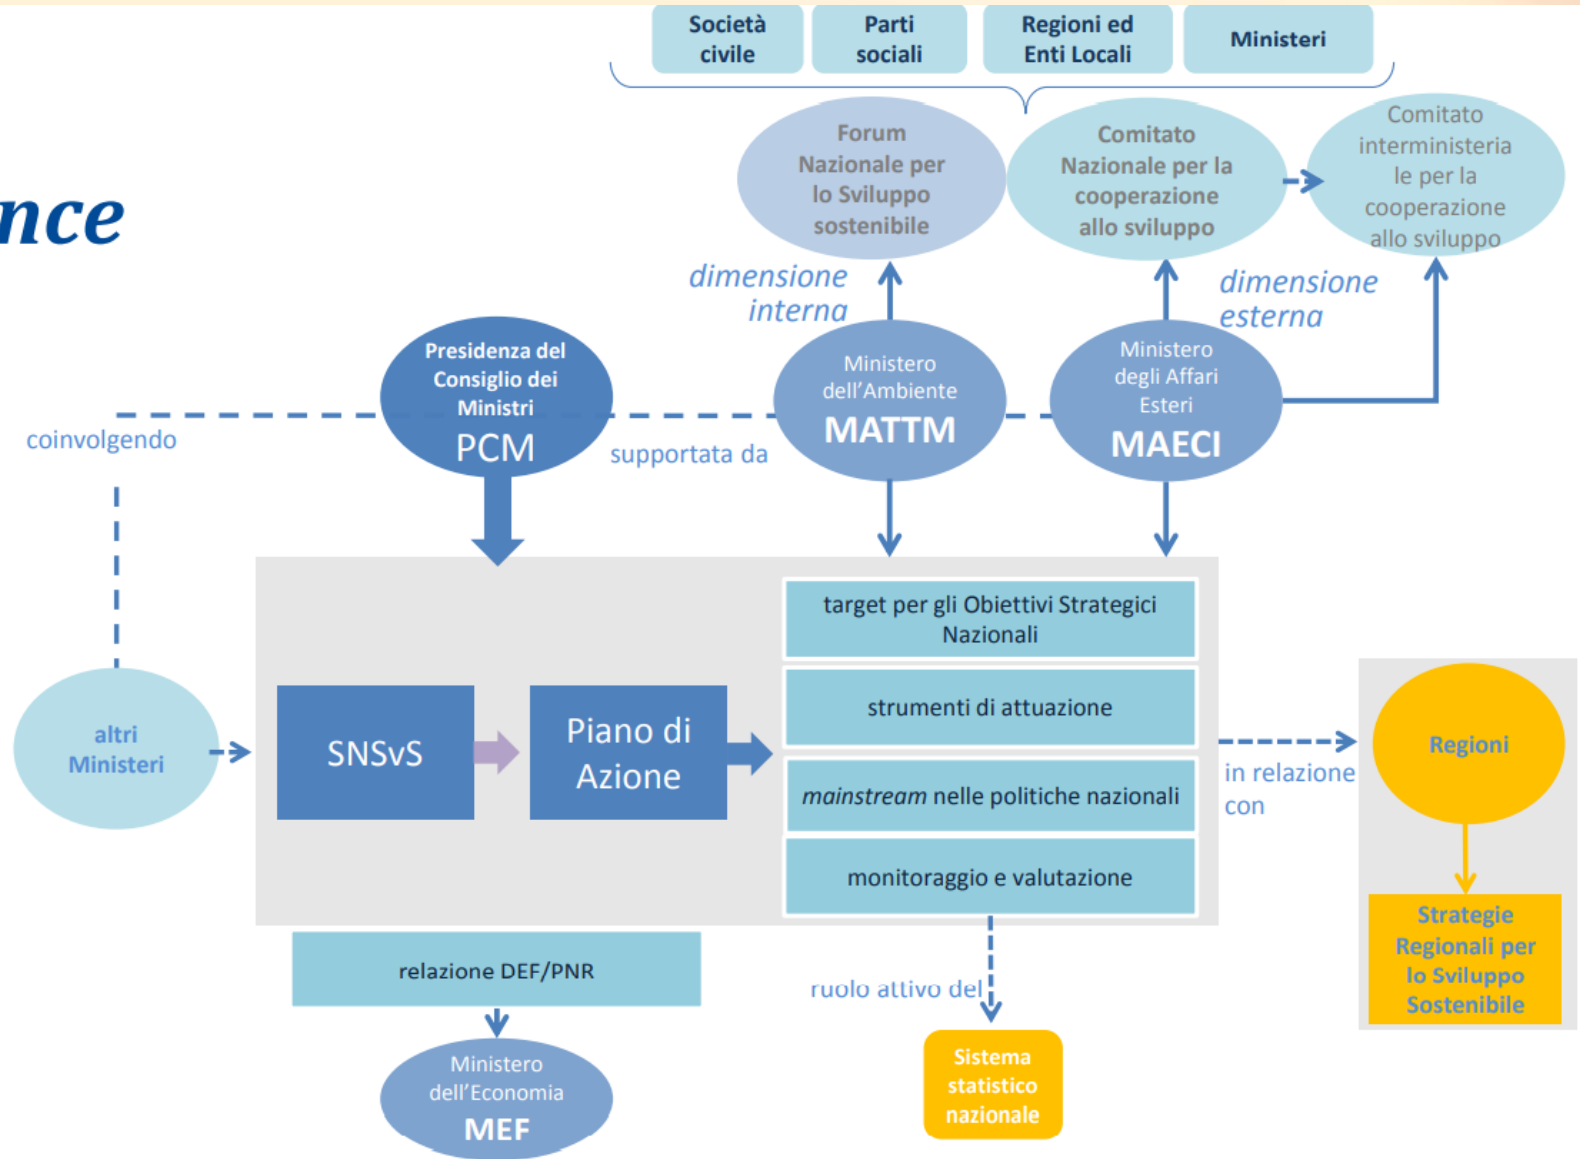 Società
civile
Parti
sociali
Regioni ed
Enti Locali
Ministeri
Forum
Nazionale per
lo Sviluppo
sostenibile
Comitato
Nazionale per la
cooperazione
allo sviluppo
Comitato
interministeria
le per la
cooperazione
allo sviluppo
nce
dimensione
interna
dimensione
esterna
Presidenza del
Consiglio dei
Ministri
PCM
Ministero
dell'Ambiente
MATTM
Ministero
degli Affari
Esteri
MAECI
coinvolgendo
supportata da
altri
Ministeri
SNSvS
Piano di
Azione
target per gli Obiettivi Strategici
Nazionali
strumenti di attuazione
mainstream nelle politiche nazionali
monitoraggio e valutazione
in relazione
con
Regioni
Strategie
Regionali per
lo Sviluppo
Sostenibile
relazione DEF/PNR
ruolo attivo del
Ministero
dell'Economia
MEF
Sistema
statistico
nazionale